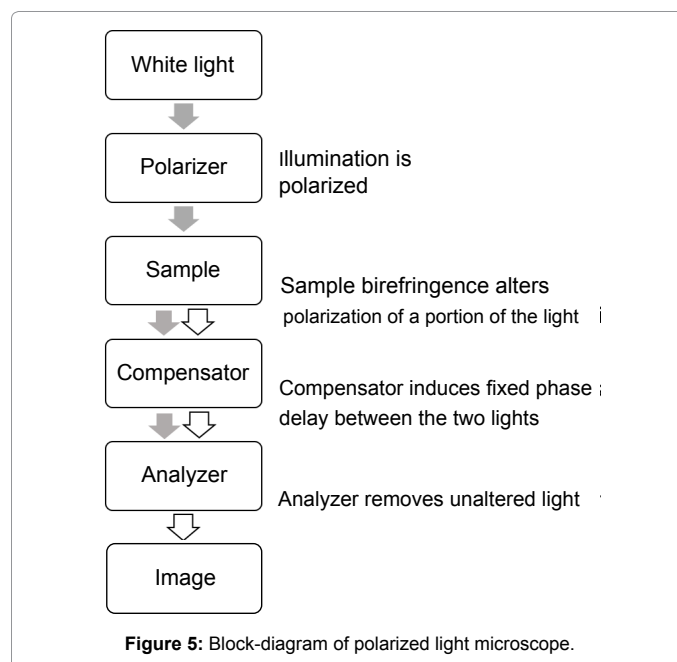 White light
Polarizer
Illumination is
polarized
Sample
Sample birefringence alters
polarization of a portion of the light
Compensator
Compensator induces fixed phase
delay between the two lights
Analyzer
Analyzer removes unaltered light
Image
Figure 5: Block-diagram of polarized light microscope.